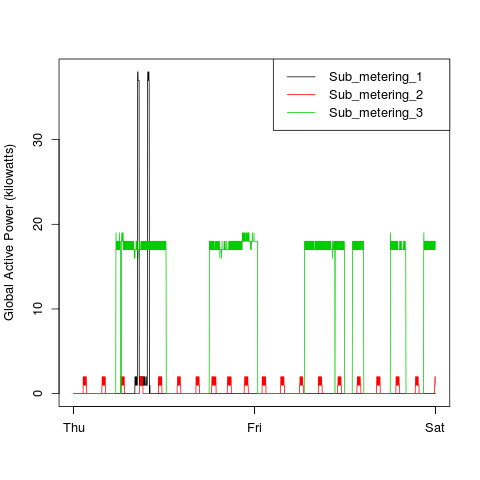 Sub_metering_1
Sub_metering_2
Sub_metering_3
Global Active Power (kilowatts)
30
20
10
0
Thu Fri Sat